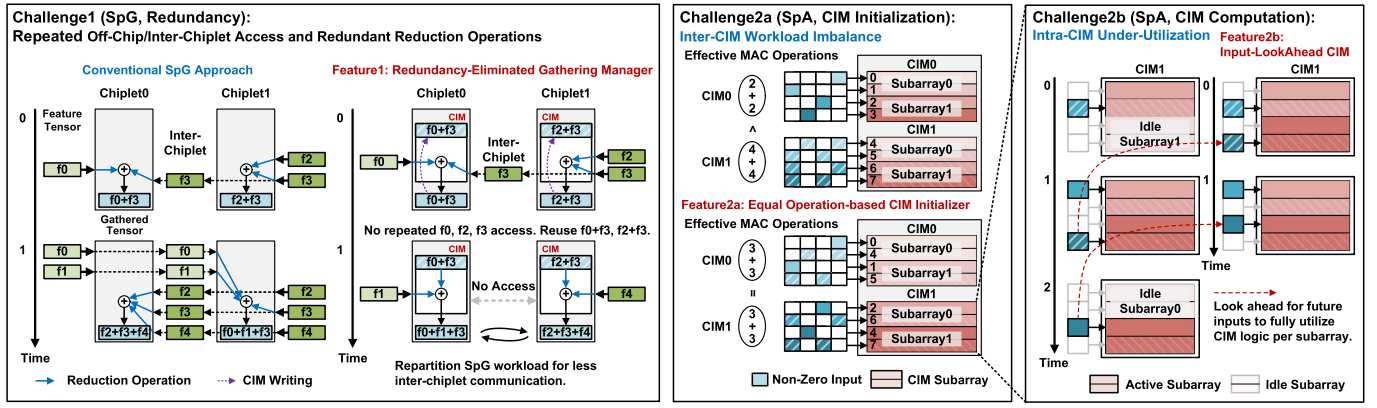 Challenge1 (SpG, Redundancy):
Repeated Off-Chip/Inter-Chiplet Access and Redundant Reduction Operations
Conventional SpG Approach
Chiplet0
Chiplet1
0
Feature
Tensor
Inter-
Chiplet
f0
f3
f2
f3
f0+f3
f2+f3
Gathered
Tensor
1
f0
f0
f1
f1
f2
f2
f3
f3
f4
f4
f2+f3+f4
f0+f1+f3
Time
Feature1: Redundancy-Eliminated Gathering Manager
Chiplet0
Chiplet1
0
CIM
CIM
f0+f3
f2+f3
Inter-
Chiplet
f0
f3
f2
f3
f0+f3
f2+f3
No repeated f0, f2, f3 access. Reuse f0+f3, f2+f3.
1
CIM
CIM
f0+f3
f2+f3
f1
No Access
f4
f0+f1+f3
f2+f3+f4
Time
Repartition SpG workload for less
inter-chiplet communication.
Reduction Operation
CIM Writing
Challenge2a (SpA, CIM Initialization):
Inter-CIM Workload Imbalance
Effective MAC Operations
CIM0
CIM0
2
+
2
0
1
2
3
Subarray0
Subarray1
<
CIM1
CIM1
4
+
4
4
5
6
7
Subarray0
Subarray1
Feature2a: Equal Operation-based CIM Initializer
Effective MAC Operations
CIM0
CIM0
3
+
3
0
4
1
5
Subarray0
Subarray1
=
CIM1
CIM1
3
+
3
2
6
4
7
Subarray0
Subarray1
Non-Zero Input
CIM Subarray
Challenge2b (SpA, CIM Computation):
Intra-CIM Under-Utilization
Feature2b:
Input-LookAhead CIM
CIM1
CIM1
0
0
Idle
Subarray1
1
1
Time
2
Idle
Subarray0
Time
Look ahead for future
inputs to fully utilize
CIM logic per subarray.
Active Subarray
Idle Subarray